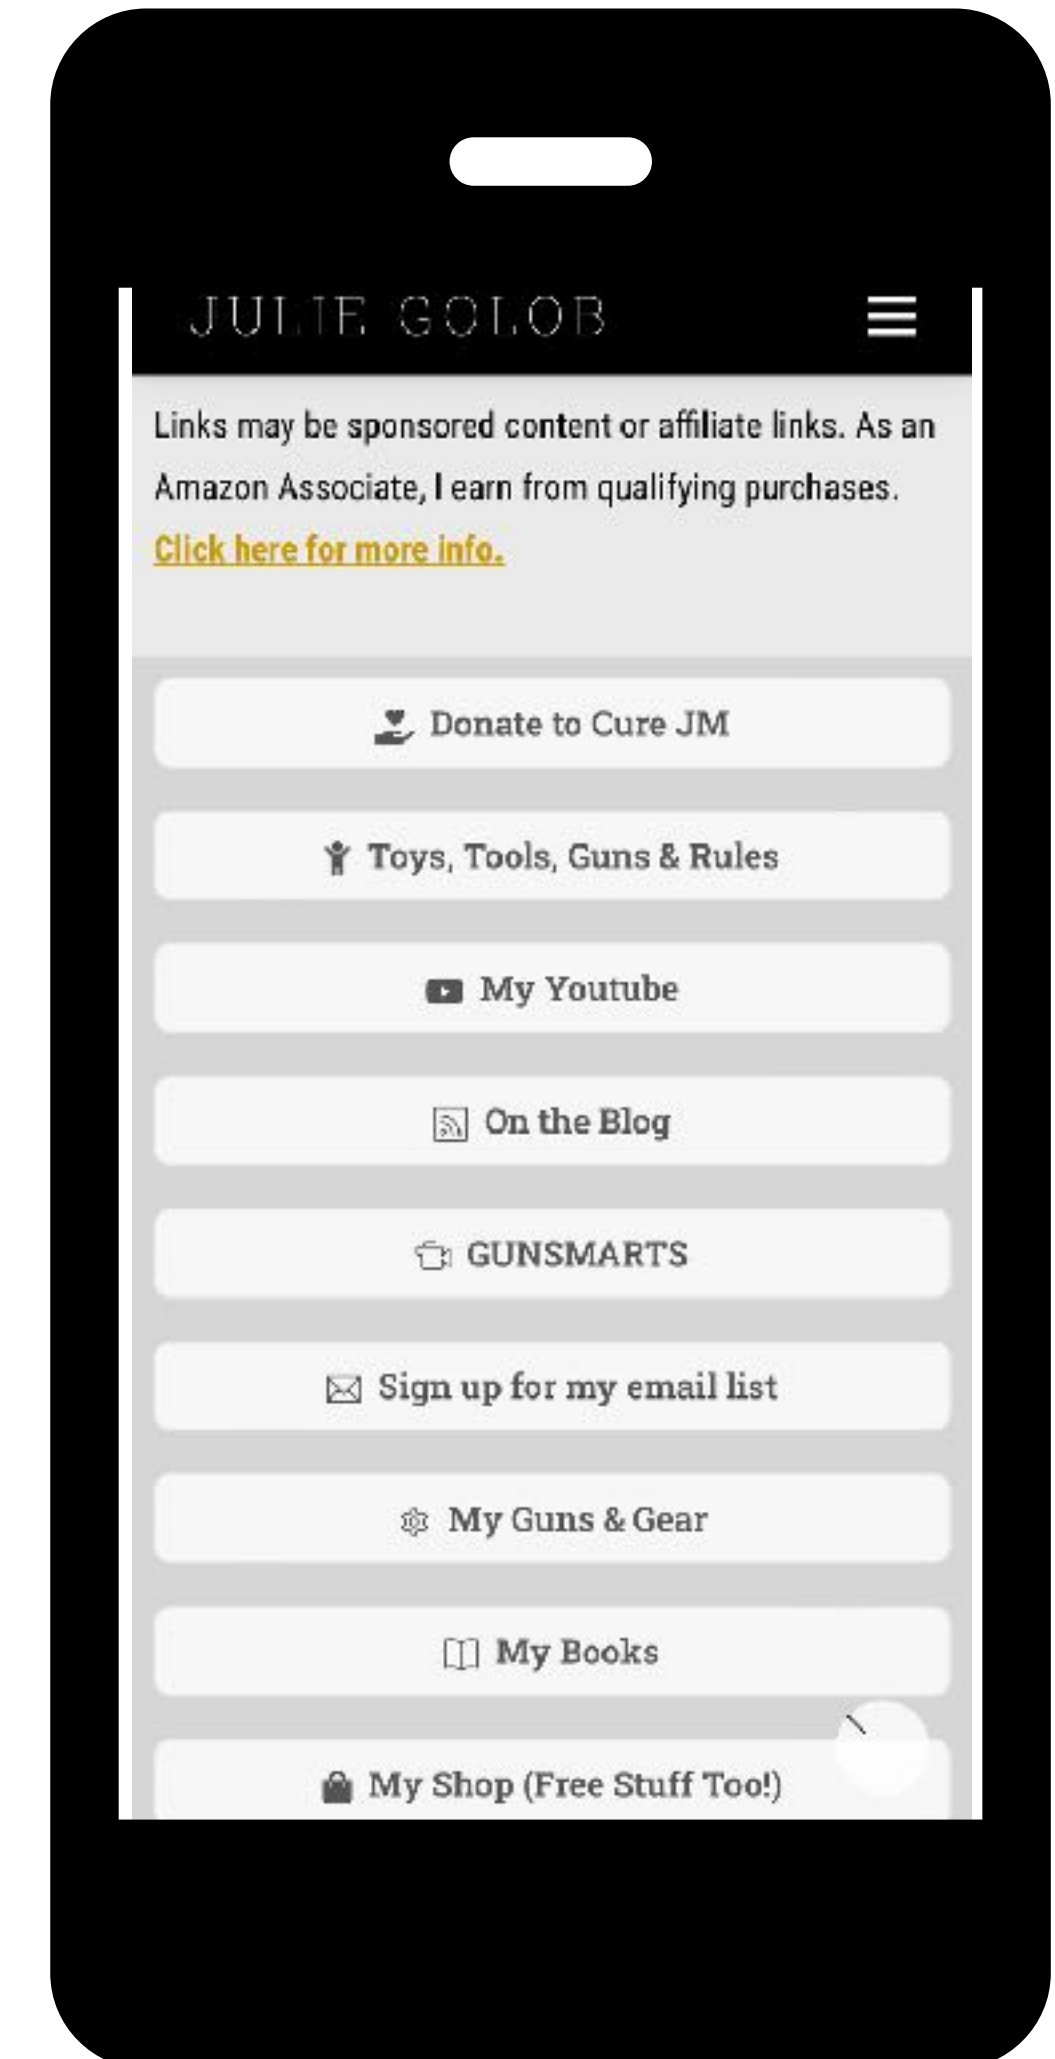 JULIE GOLOB
Links may be sponsored content or affiliate links. As an
Amazon Associate, I earn from qualifying purchases.
Click here for more info.
Donate to Cure JM
Toys, Tools, Guns & Rules
My Youtube
On the Blog
GUNSMARTS
Sign up for my email list
My Guns & Gear
My Books
My Shop (Free Stuff Too!)